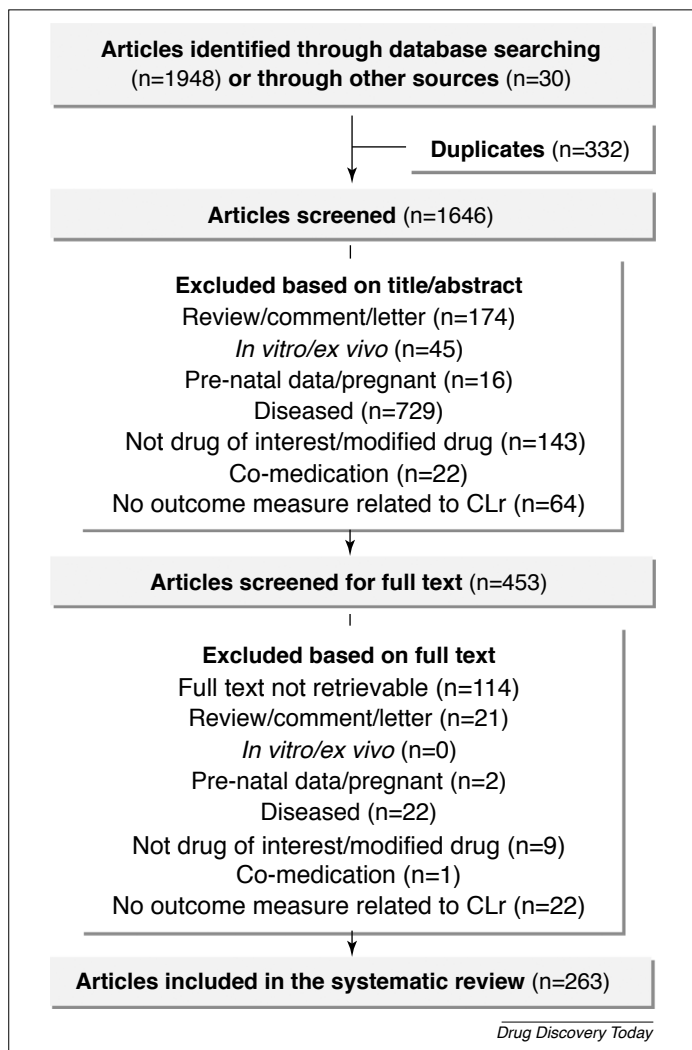 Articles identified through database searching
(n=1948) or through other sources (n=30)
Duplicates (n=332)
Articles screened (n=1646)
Excluded based on title/abstract
Review/comment/letter (n=174)
In vitro/ex vivo (n=45)
Pre-natal data/pregnant (n=16)
Diseased (n=729)
Not drug of interest/modified drug (n=143)
Co-medication (n=22)
No outcome measure related to CLr (n=64)
Articles screened for full text (n=453)
Excluded based on full text
Full text not retrievable (n=114)
Review/comment/letter (n=21)
In vitro/ex vivo (n=0)
Pre-natal data/pregnant (n=2)
Diseased (n=22)
Not drug of interest/modified drug (n=9)
Co-medication (n=1)
No outcome measure related to CLr (n=22)
Articles included in the systematic review (n=263)
Drug Discovery Today